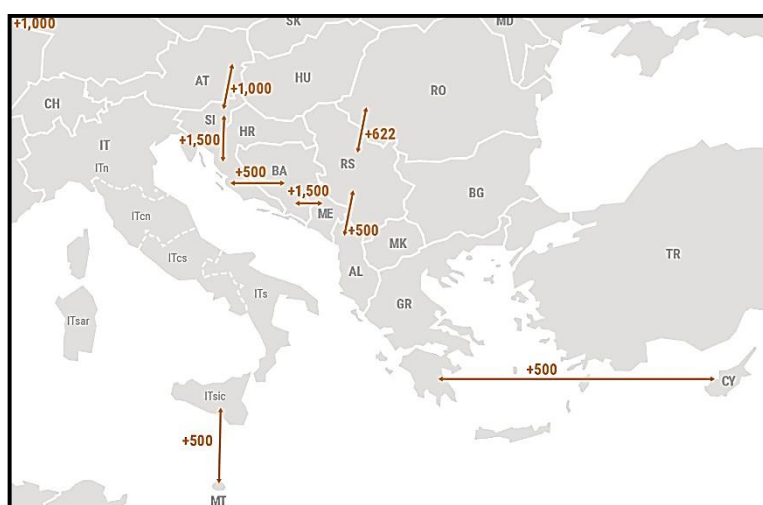 +1,000
SK
MD
AT
HU
+1,000
RO
CH
SI
HR
+622
IT
+1,500
ITn
RS
BA
+500
+1,500
BG
ME
ITcn
+500
MK
TR
ITcs
AL
ITs
GR
ITsar
+500
CY
ITsic
+500
MT